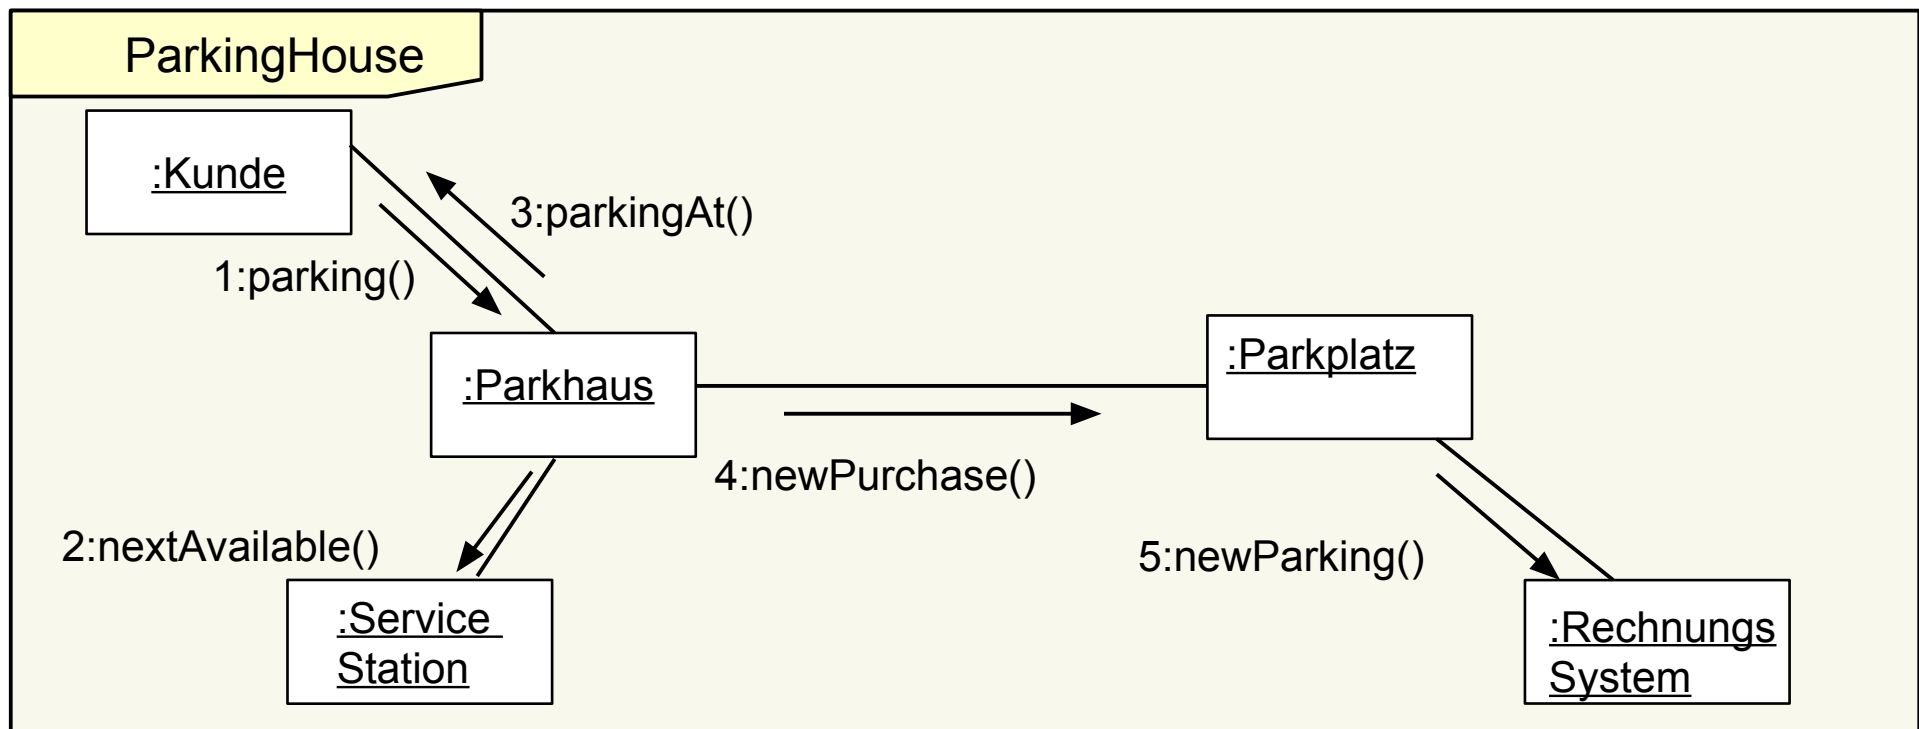 ParkingHouse
:Kunde
3:parkingAt()
1:parking()
:Parkhaus
:Parkplatz
4:newPurchase()
2:nextAvailable()
5:newParking()
:Service
Station
:Rechnungs
System